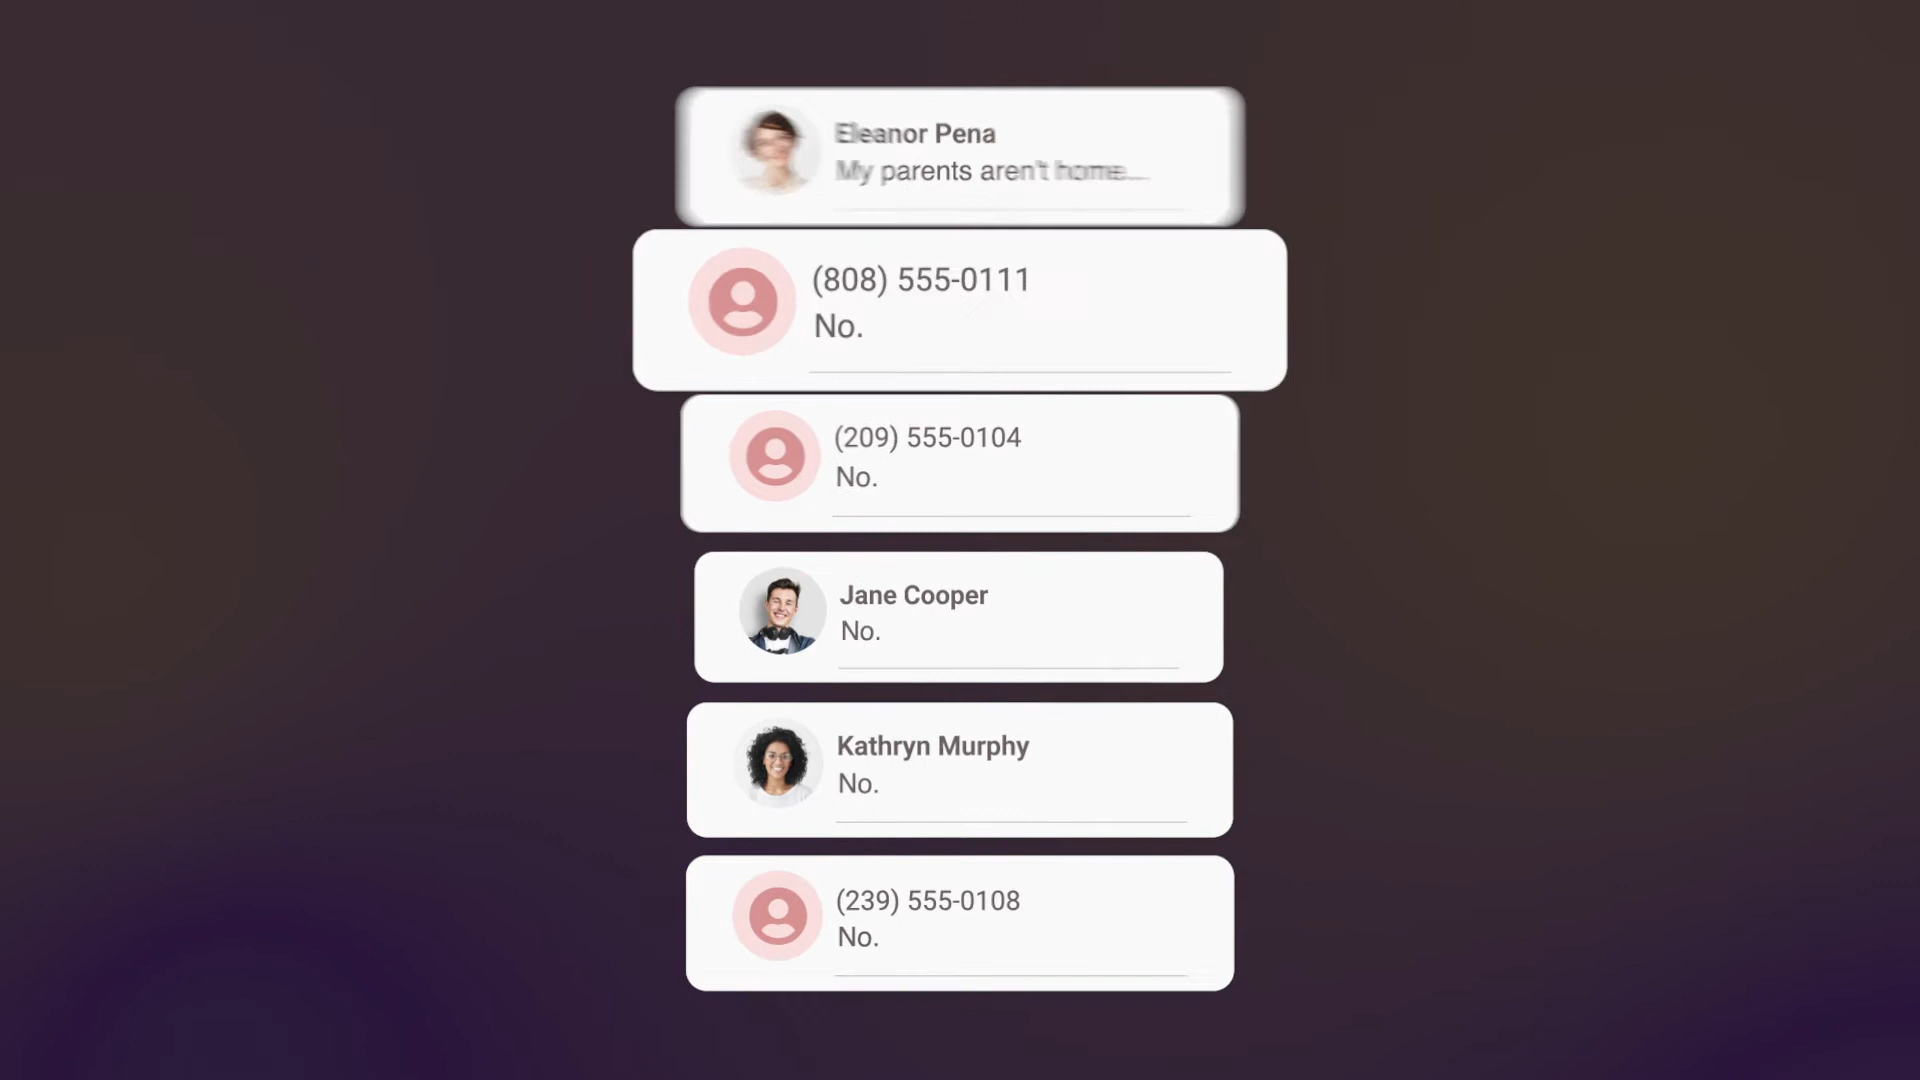 Eleanor Pena
My parents aren't home...
(808) 555-0111
No.
(209) 555-0104
No.
Jane Cooper
No.
Kathryn Murphy
No.
(239) 555-0108
No.